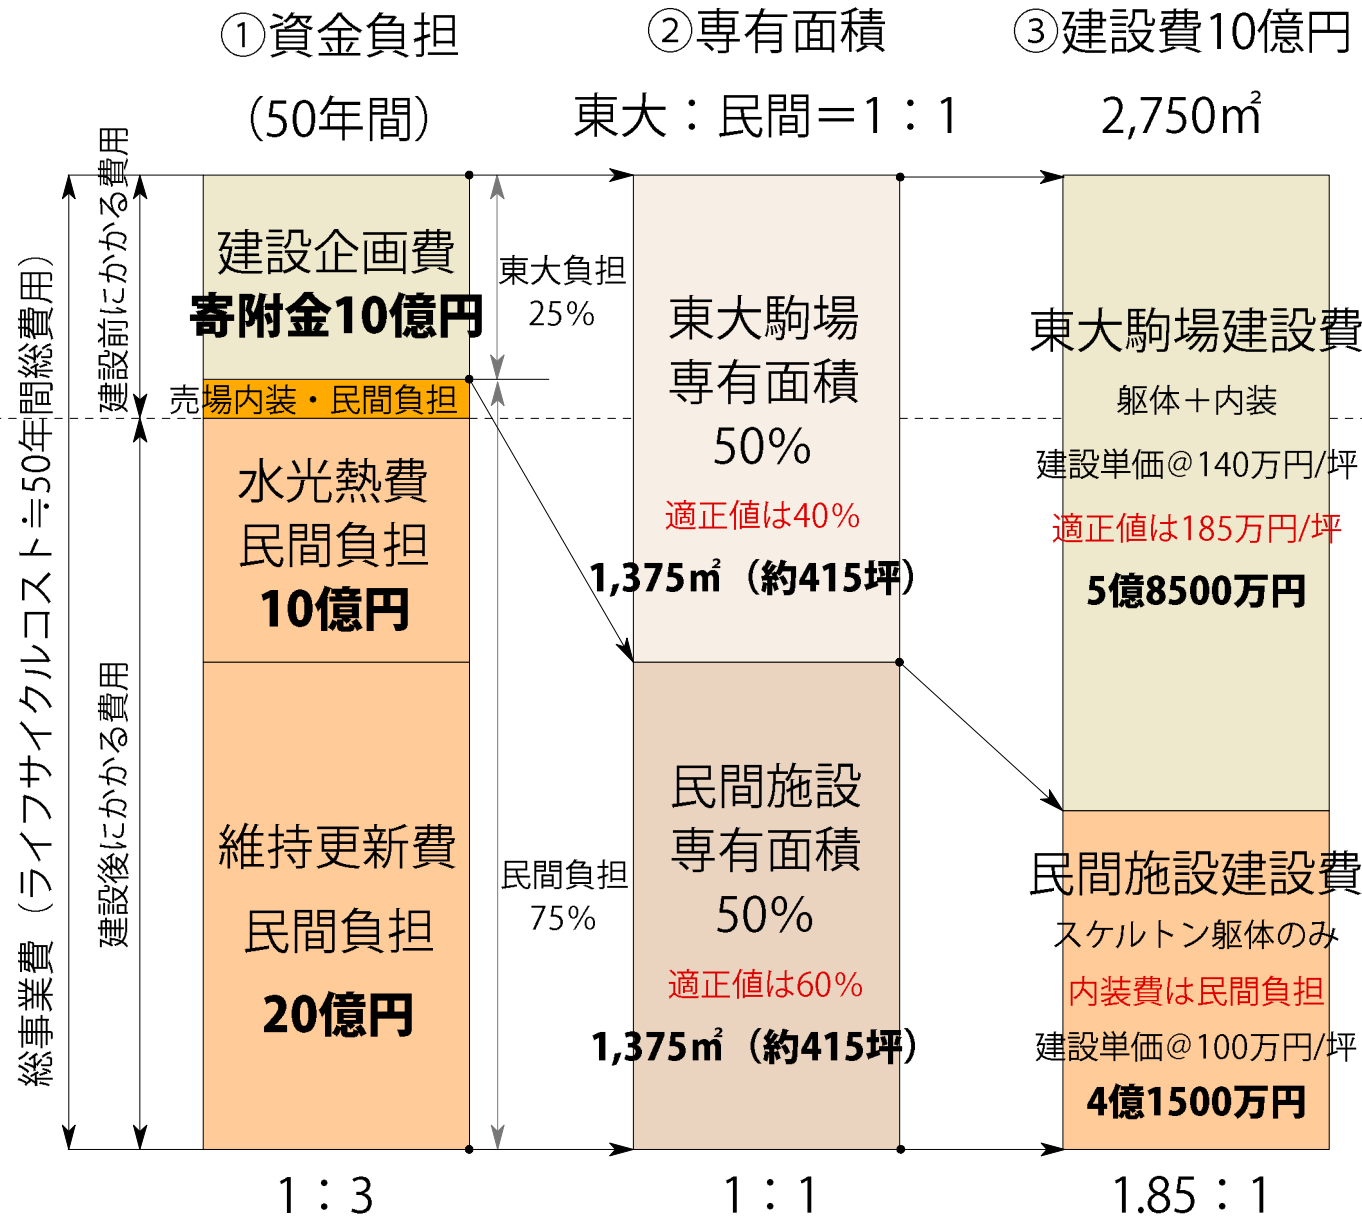 ①資金負担
（50年間）
②専有面積
東大：民間＝1：1
③建設費10億円
2,750㎡
総事業費（ライフサイクルコスト≒50年間総費用）
建設前にかかる費用
建設後にかかる費用
建設企画費
寄附金10億円
売場内装・民間負担
水光熱費
民間負担
10億円
維持更新費
民間負担
20億円
1：3
東大負担
25%
民間負担
75%
東大駒場
専有面積
50%
適正値は40%
1,375㎡（約415坪）
民間施設
専有面積
50%
適正値は60%
1,375㎡（約415坪）
1：1
東大駒場建設費
躯体＋内装
建設単価@140万円/坪
適正値は185万円/坪
5億8500万円
民間施設建設費
スケルトン躯体のみ
内装費は民間負担
建設単価@100万円/坪
4億1500万円
1.85：1